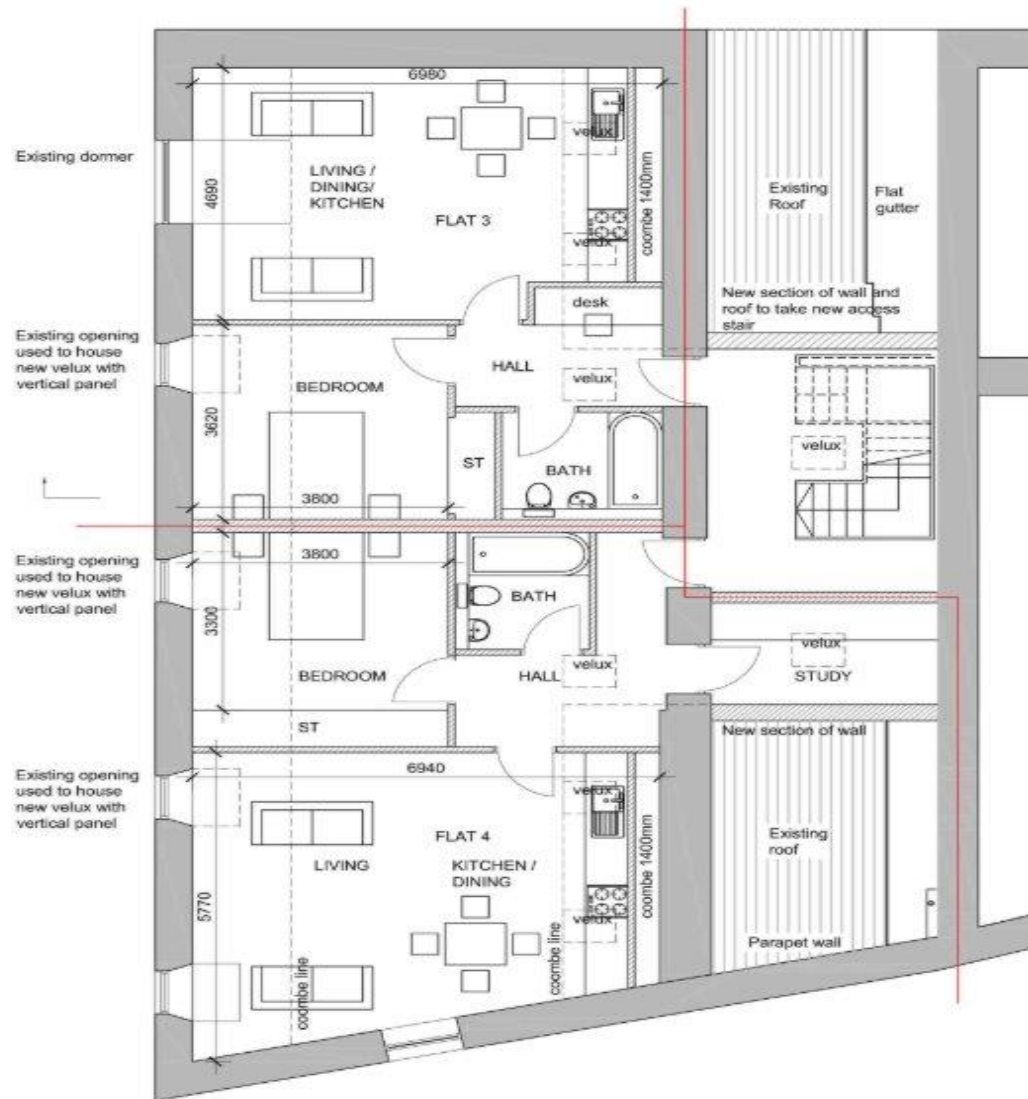 6980
velux
Existing dormer
LIVING /
DINING/
KITCHEN
4690
FLAT 3
coombe 1400mm
Existing
Roof
Flat
gutter
velux
desk
New section of wall and
roof to take new access
stair
Existing opening
used to house
new velux with
vertical panel
BEDROOM
HALL
velux
3620
ST
BATH
velux
3800
3800
Existing opening
used to house
new velux with
vertical panel
BATH
3300
velux
velux
BEDROOM
HALL
STUDY
ST
New section of wall
6940
Existing opening
used to house
new velux with
vertical panel
velux
FLAT 4
LIVING
KITCHEN /
DINING
coombe 1400mm
Existing
roof
5770
velux
Parapet wall
coombe line
coombe line